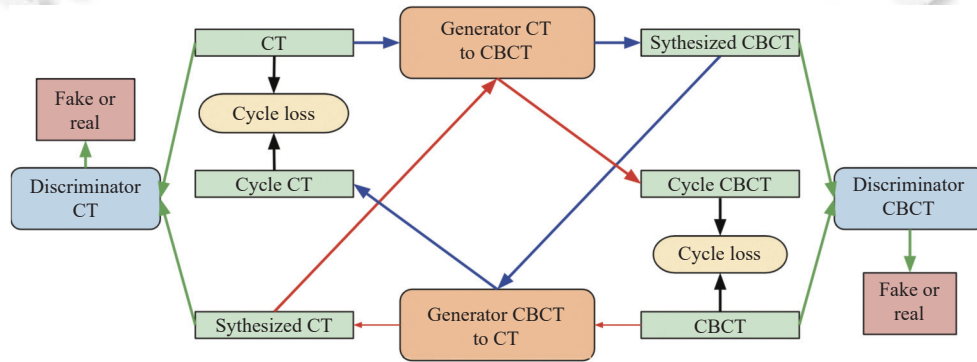 CT
Generator CT
to CBCT
Sythesized CBCT
Fake or
real
Cycle loss
Discriminator
CT
Cycle CT
Cycle CBCT
Discriminator
CBCT
Cycle loss
Fake or
real
Sythesized CT
Generator CBCT
to CT
CBCT